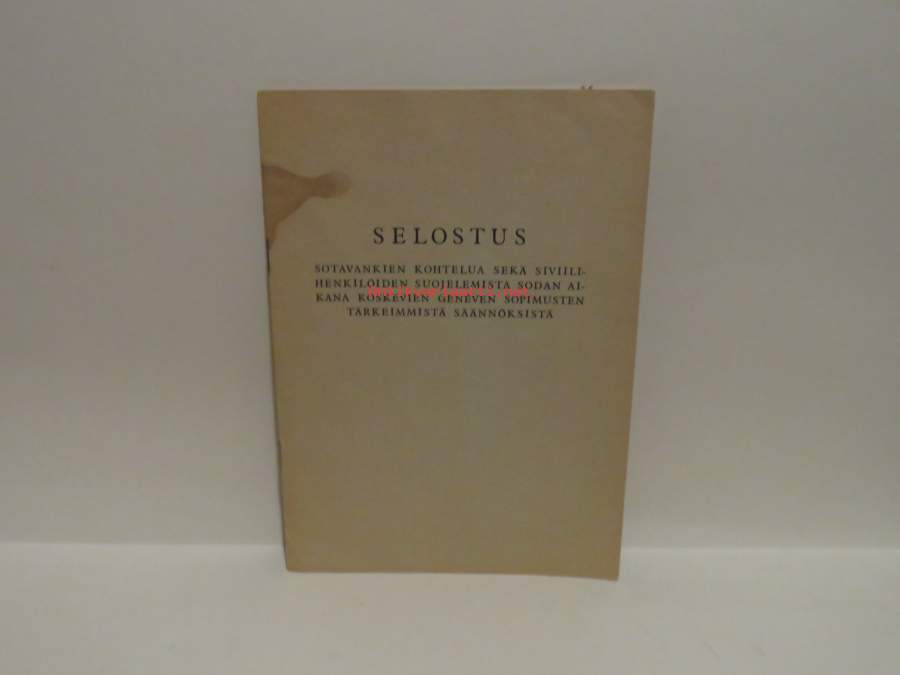 SELOSTUS
SOTAVANKIEN KOHTELUA SEKÄ SIVIILI-
HENKILÖIDEN SUOJELEMISTA SODAN AI-
KANA KOSKEVIEN GENEVEN SOPIMUSTEN
TÄRKEIMMISTÄ SÄÄNNÖKSISTÄ